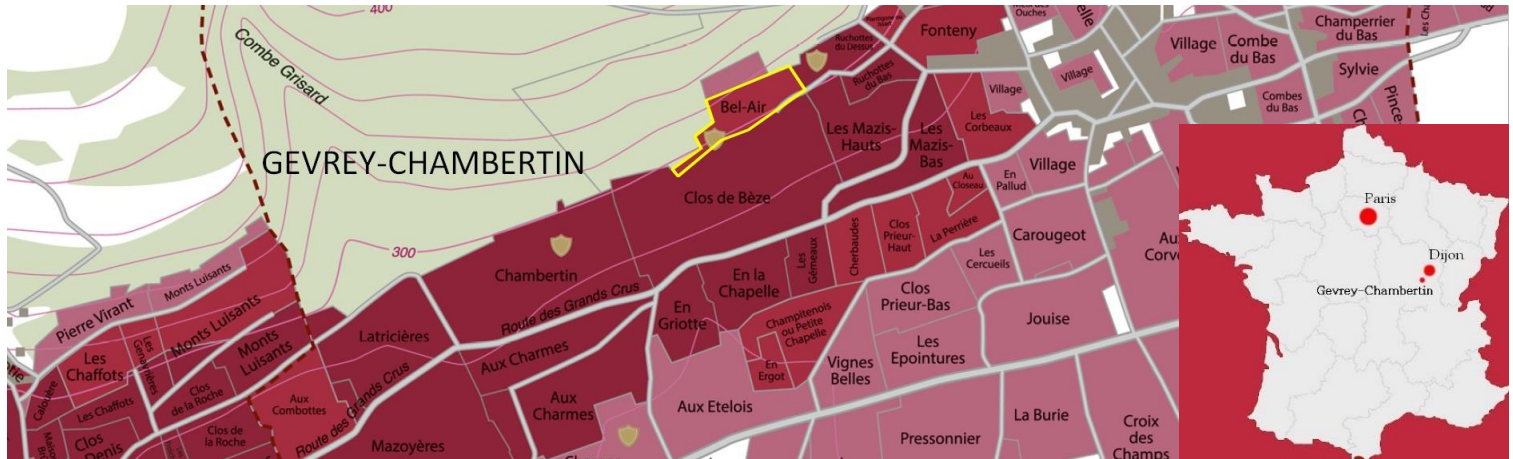 400
Combe Grisard
GEVREY-CHAMBERTIN
300
Bel-Air
Ruchottes
du Dessus
Ruchottes
du Bas
Fonteny
Village
Village
Village
Combe
du Bas
Champerrier
du Bas
Sylvie
Combes
du Bas
Les Mazis-
Hauts
Les
Mazis-
Bas
Les
Corbeaux
Village
En
Pallud
Au
Closeau
Clos de Bèze
Chambertin
Route des Grands Crus
Latricières
En la
Chapelle
Les
Gémeaux
Cherbaudes
Clos
Prieur-
Haut
La Perrière
Les
Cercueils
Carougeot
Clos
Prieur-Bas
Jouise
En
Griotte
Champitenois
ou Petite
Chapelle
En
Ergot
Vignes
Belles
Les
Epointures
Aux Charmes
Aux
Charmes
Aux Etelois
La Burie
Pressonnier
Croix
des
Champs
Mazoyères
Route des Grands Crus
Aux
Combottes
Pierre Virant
Monts Luisants
Monts Luisants
Monts
Luisants
Les
Chaffots
Les
Genavrières
Clos
de la Roche
Calouère
Les Chaffots
Clos de
la Roche
Clos
Denis
Paris
Dijon
Gevrey-Chambertin